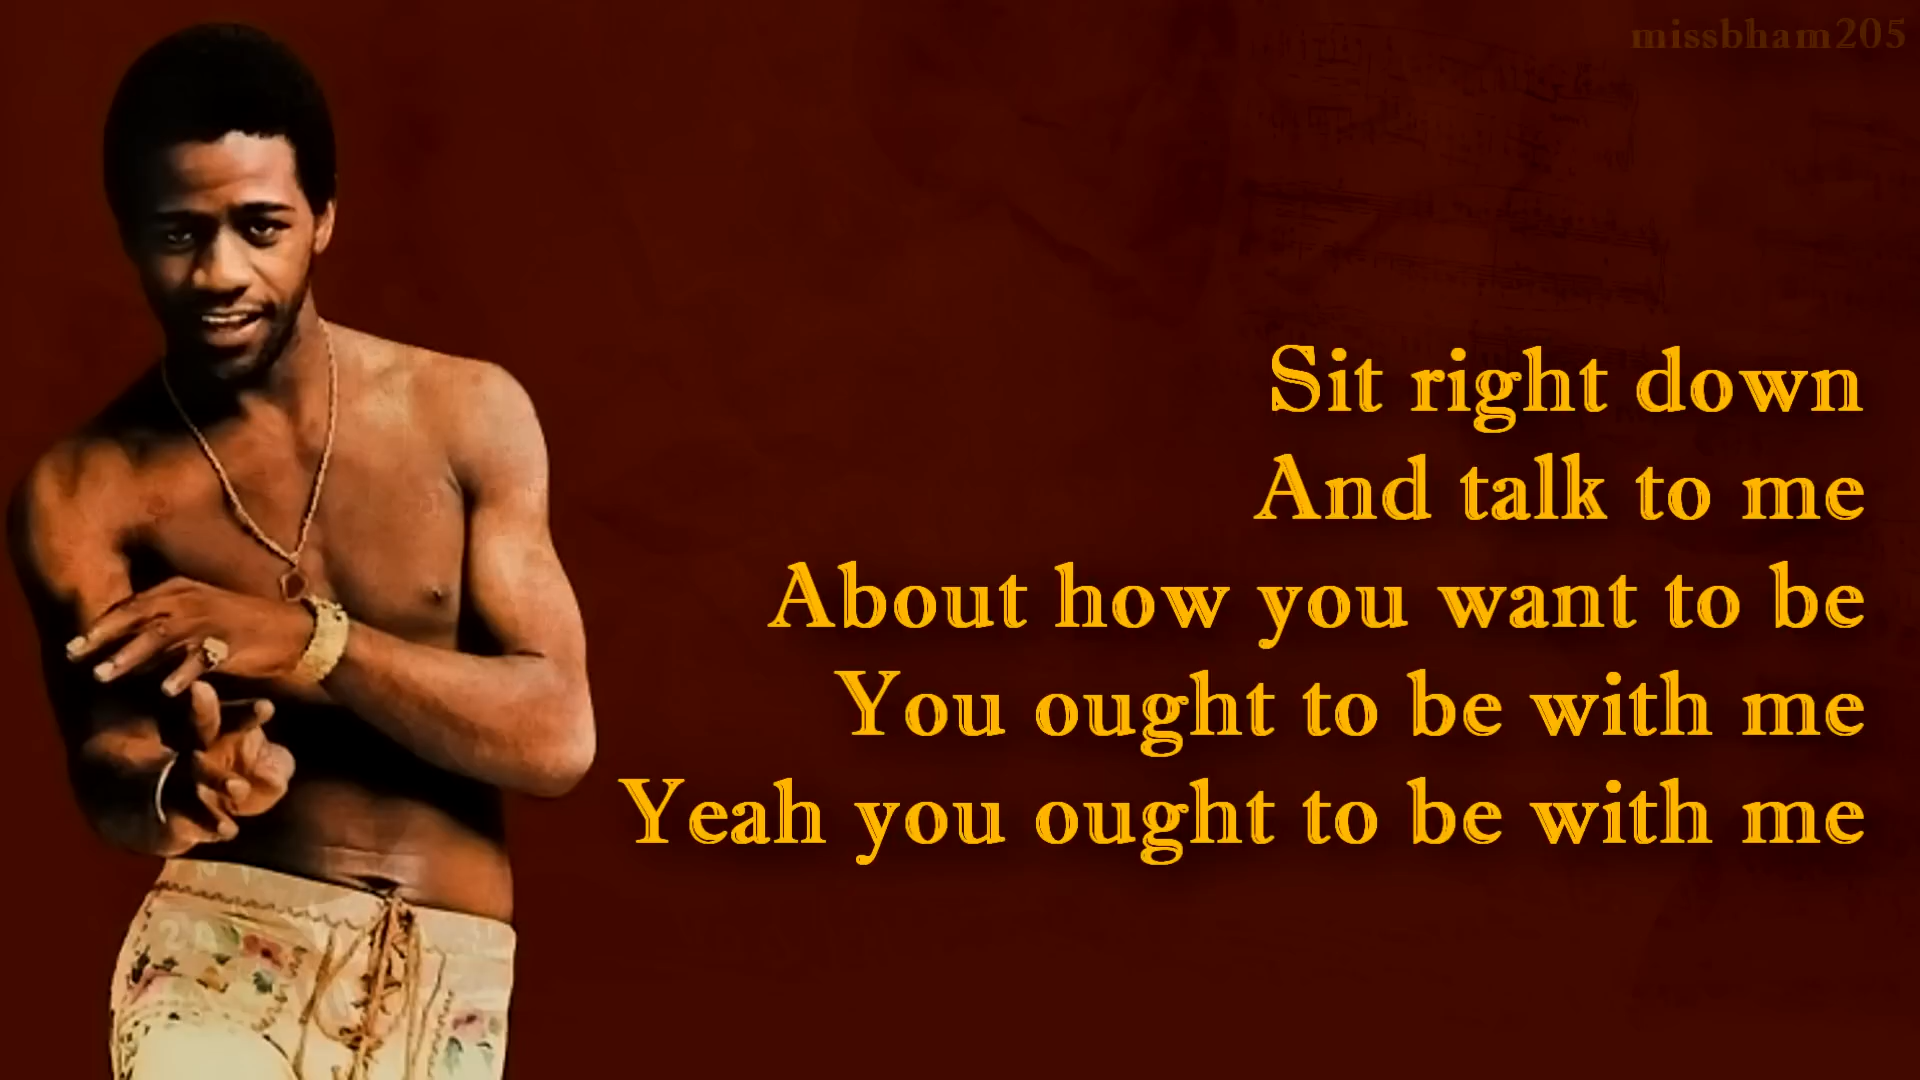 missbham205
Sit right down
And talk to me
About how you want to be
You ought to be with me
Yeah you ought to be with me